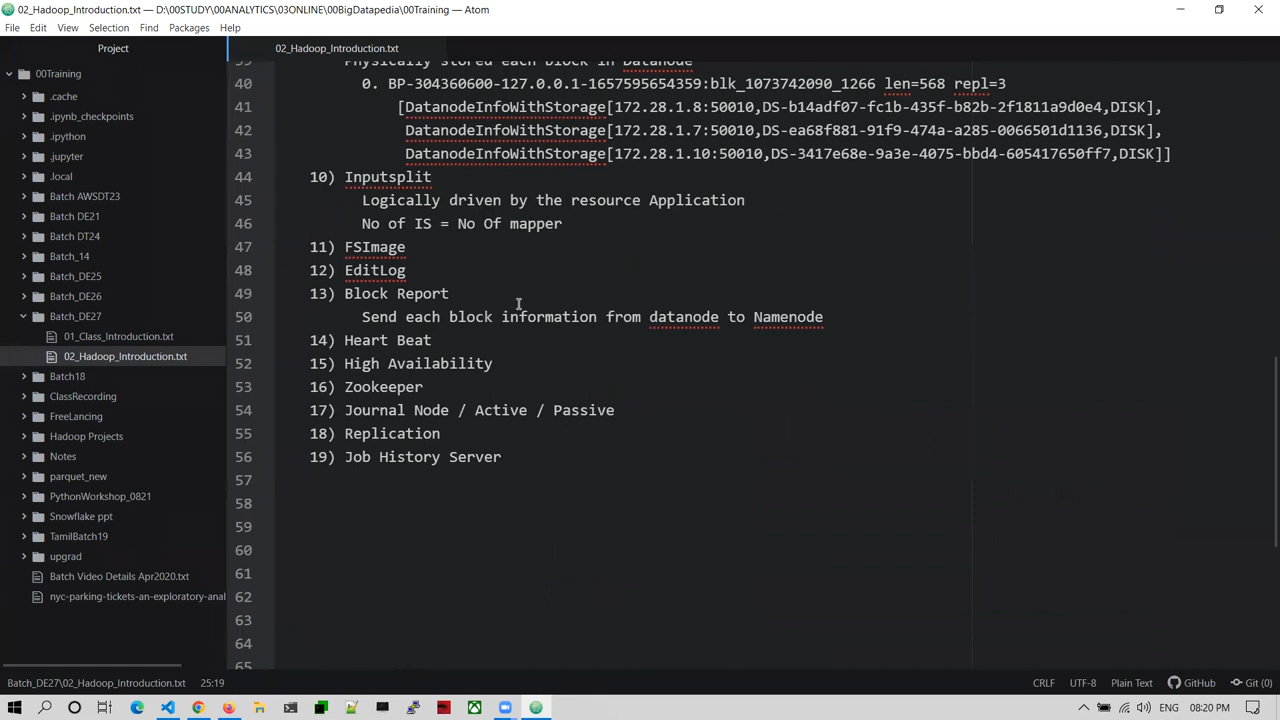 02_Hadoop_Introduction.txt — D:\00STUDY\00ANALYTICS\03ONLINE\00BigDatapedia\00Training — Atom
File Edit View Selection Find Packages Help
Project
02_Hadoop_Introduction.txt
00Training
.cache
.ipynb_checkpoints
.ipython
.jupyter
.local
Batch AWSDT23
Batch DE21
Batch DT24
Batch_14
Batch_DE25
Batch_DE26
Batch_DE27
01_Class_Introduction.txt
02_Hadoop_Introduction.txt
Batch18
ClassRecording
FreeLancing
Hadoop Projects
Notes
parquet_new
PythonWorkshop_0821
Snowflake ppt
TamilBatch19
upgrad
Batch Video Details Apr2020.txt
nyc-parking-tickets-an-exploratory-anal
39 Physically stored each block in Datanode
40 0. BP-304360600-127.0.0.1-1657595654359:blk_1073742090_1266 len=568 repl=3
41 [DatanodeInfoWithStorage[172.28.1.8:50010,DS-b14adf07-fc1b-435f-b82b-2f1811a9d0e4,DISK],
42 DatanodeInfoWithStorage[172.28.1.7:50010,DS-ea68f881-91f9-474a-a285-0066501d1136,DISK],
43 DatanodeInfoWithStorage[172.28.1.10:50010,DS-3417e68e-9a3e-4075-bbd4-605417650ff7,DISK]]
44 10) Inputsplit
45 Logically driven by the resource Application
46 No of IS = No Of mapper
47 11) FSImage
48 12) EditLog
49 13) Block Report
50 Send each block information from datanode to Namenode
51 14) Heart Beat
52 15) High Availability
53 16) Zookeeper
54 17) Journal Node / Active / Passive
55 18) Replication
56 19) Job History Server
57
58
59
60
61
62
63
64
65
Batch_DE27\02_Hadoop_Introduction.txt 25:19 CRLF UTF-8 Plain Text GitHub Git (0)
ENG 08:20 PM